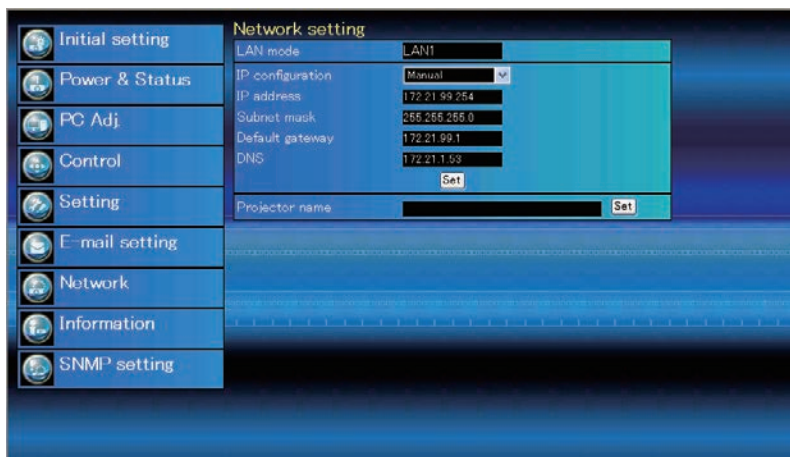 Initial setting
Power & Status
PC Adj.
Control
Setting
E-mail setting
Network
Information
SNMP setting
Network setting
LAN mode LAN1
IP configuration Manual
IP address 172.21.99.254
Subnet mask 255.255.255.0
Default gateway 172.21.99.1
DNS 172.21.1.53
Set
Projector name Set